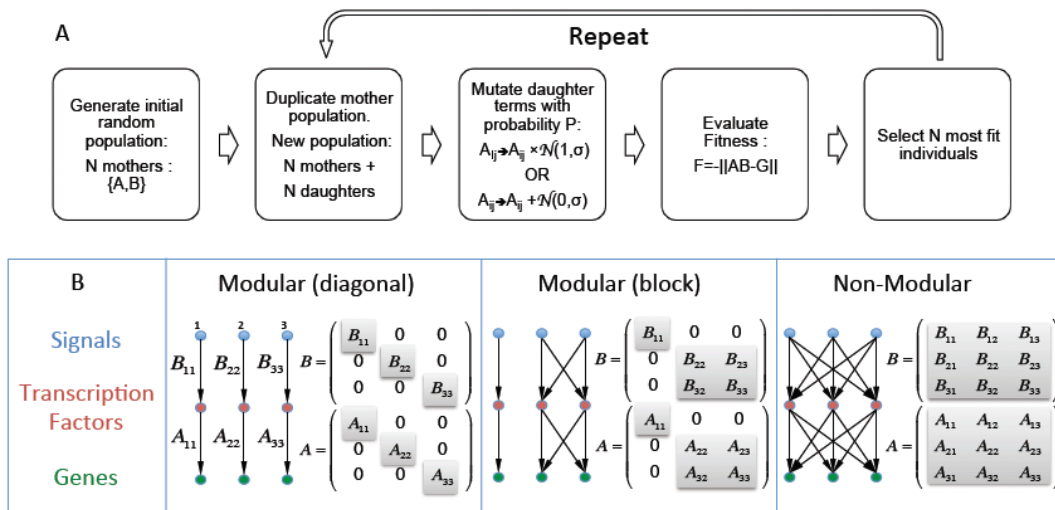 A
Repeat
Generate initial
random
population:
N mothers :
{A,B}
Duplicate mother
population.
New population:
N mothers +
N daughters
Mutate daughter
terms with
probability P:
A_ij→A_ij ×𝒩(1,σ)
OR
A_ij→A_ij +𝒩(0,σ)
Evaluate
Fitness :
F=-||AB-G||
Select N most fit
individuals
B
Signals
Transcription
Factors
Genes
Modular (diagonal)
1 2 3
B₁₁ B₂₂ B₃₃
A₁₁ A₂₂ A₃₃
B =
B₁₁ 0 0
0 B₂₂ 0
0 0 B₃₃
A =
A₁₁ 0 0
0 A₂₂ 0
0 0 A₃₃
Modular (block)
B =
B₁₁ 0 0
0 B₂₂ B₂₃
0 B₃₂ B₃₃
A =
A₁₁ 0 0
0 A₂₂ A₂₃
0 A₃₂ A₃₃
Non-Modular
B =
B₁₁ B₁₂ B₁₃
B₂₁ B₂₂ B₂₃
B₃₁ B₃₂ B₃₃
A =
A₁₁ A₁₂ A₁₃
A₂₁ A₂₂ A₂₃
A₃₁ A₃₂ A₃₃